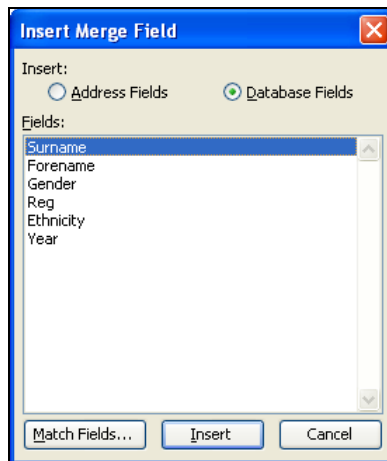 Insert Merge Field
Insert:
Address Fields Database Fields
Fields:
Surname
Forename
Gender
Reg
Ethnicity
Year
Match Fields... Insert Cancel